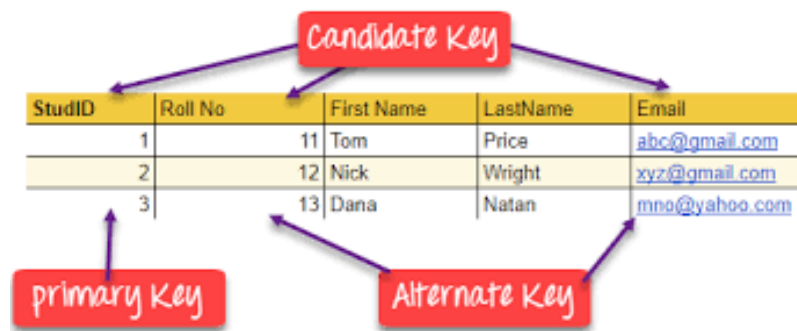 Candidate Key
StudID Roll No First Name LastName Email
1 11 Tom Price abc@gmail.com
2 12 Nick Wright xyz@gmail.com
3 13 Dana Natan mno@yahoo.com
primary Key Alternate Key